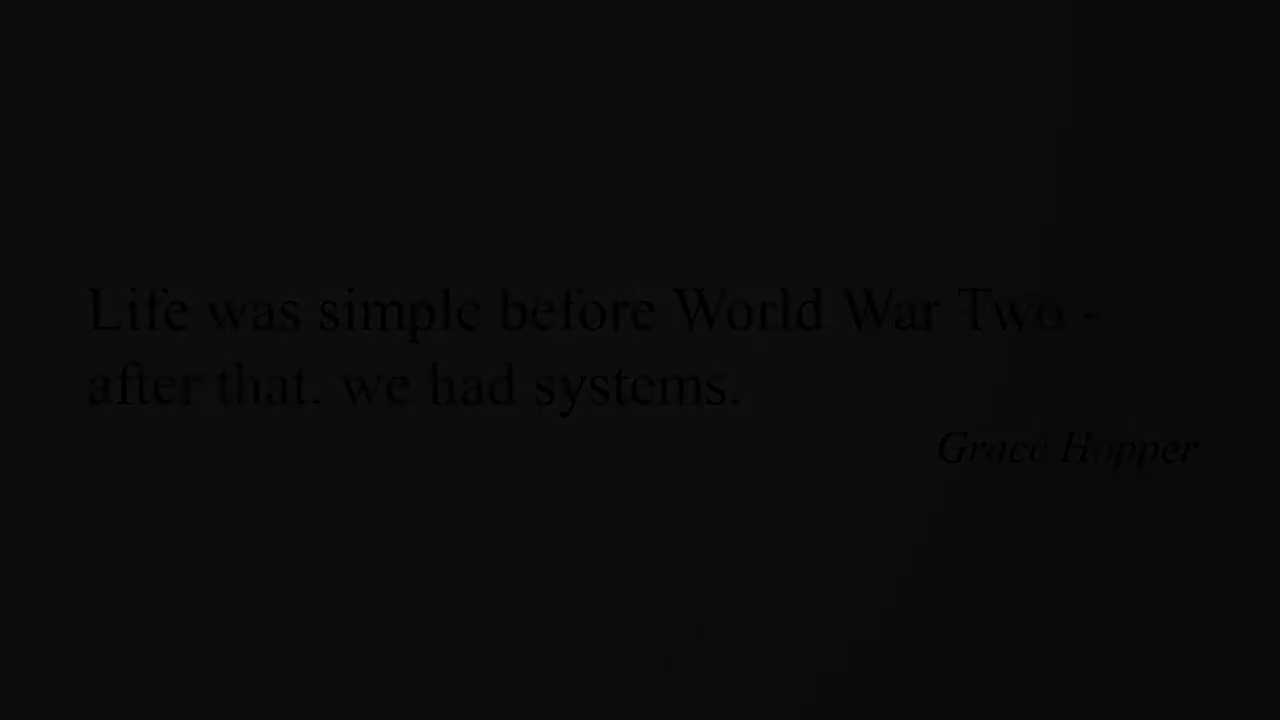 Life was simple before World War Two -
after that, we had systems.
Grace Hopper